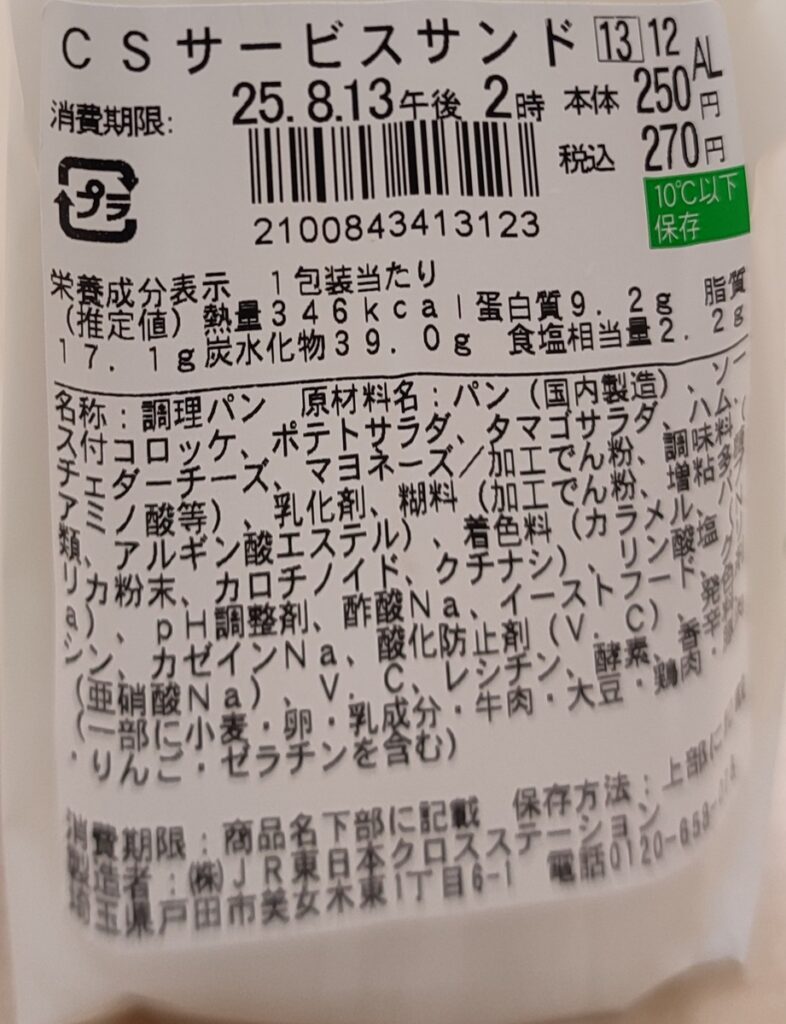 CSサービスサンド 13 12
AL
消費期限: 25.8.13午後 2時 本体 250円
税込 270円
プラ
2100843413123
10℃以下
保存
栄養成分表示 1包装当たり
(推定値) 熱量346kcal 蛋白質9.2g 脂質
17.1g 炭水化物39.0g 食塩相当量2.2g
名称:調理パン 原材料名:パン(国内製造)、ソー
ス付コロッケ、ポテトサラダ、タマゴサラダ、ハム、
チェダーチーズ、マヨネーズ/加工でん粉、調味料(
アミノ酸等)、乳化剤、糊料(加工でん粉、増粘多糖
類、アルギン酸エステル)、着色料(カラメル、
リカ粉末、カロチノイド、クチナシ)、
a)、pH調整剤、酢酸Na、イーストフード、
シン、カゼインNa、酸化防止剤(V.C)、発色
(亜硝酸Na)、V.C、レシチン、酵素、
(一部に小麦・卵・乳成分・牛肉・大豆・鶏肉・
・りんご・ゼラチンを含む)
消費期限:商品名下部に記載 保存方法:上部に
製造者:㈱JR東日本クロスステーション
埼玉県戸田市美女木東1丁目6-1 電話0120-658-